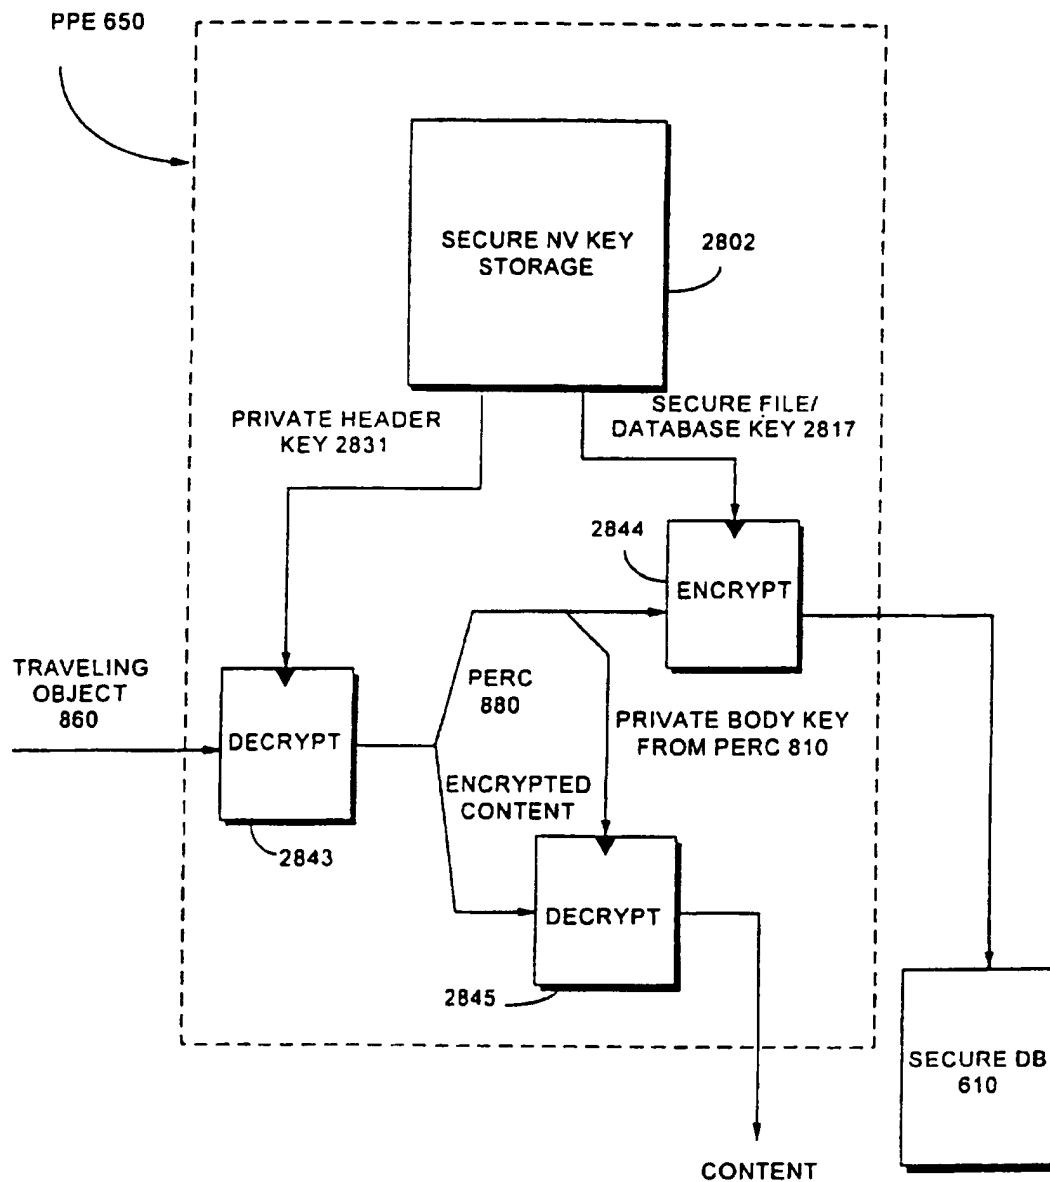 PPE 650
SECURE NV KEY
STORAGE
2802
PRIVATE HEADER
KEY 2831
SECURE FILE/
DATABASE KEY 2817
2844
ENCRYPT
TRAVELING
OBJECT
860
DECRYPT
PERC
880
PRIVATE BODY KEY
FROM PERC 810
ENCRYPTED
CONTENT
2843
DECRYPT
2845
SECURE DB
610
CONTENT